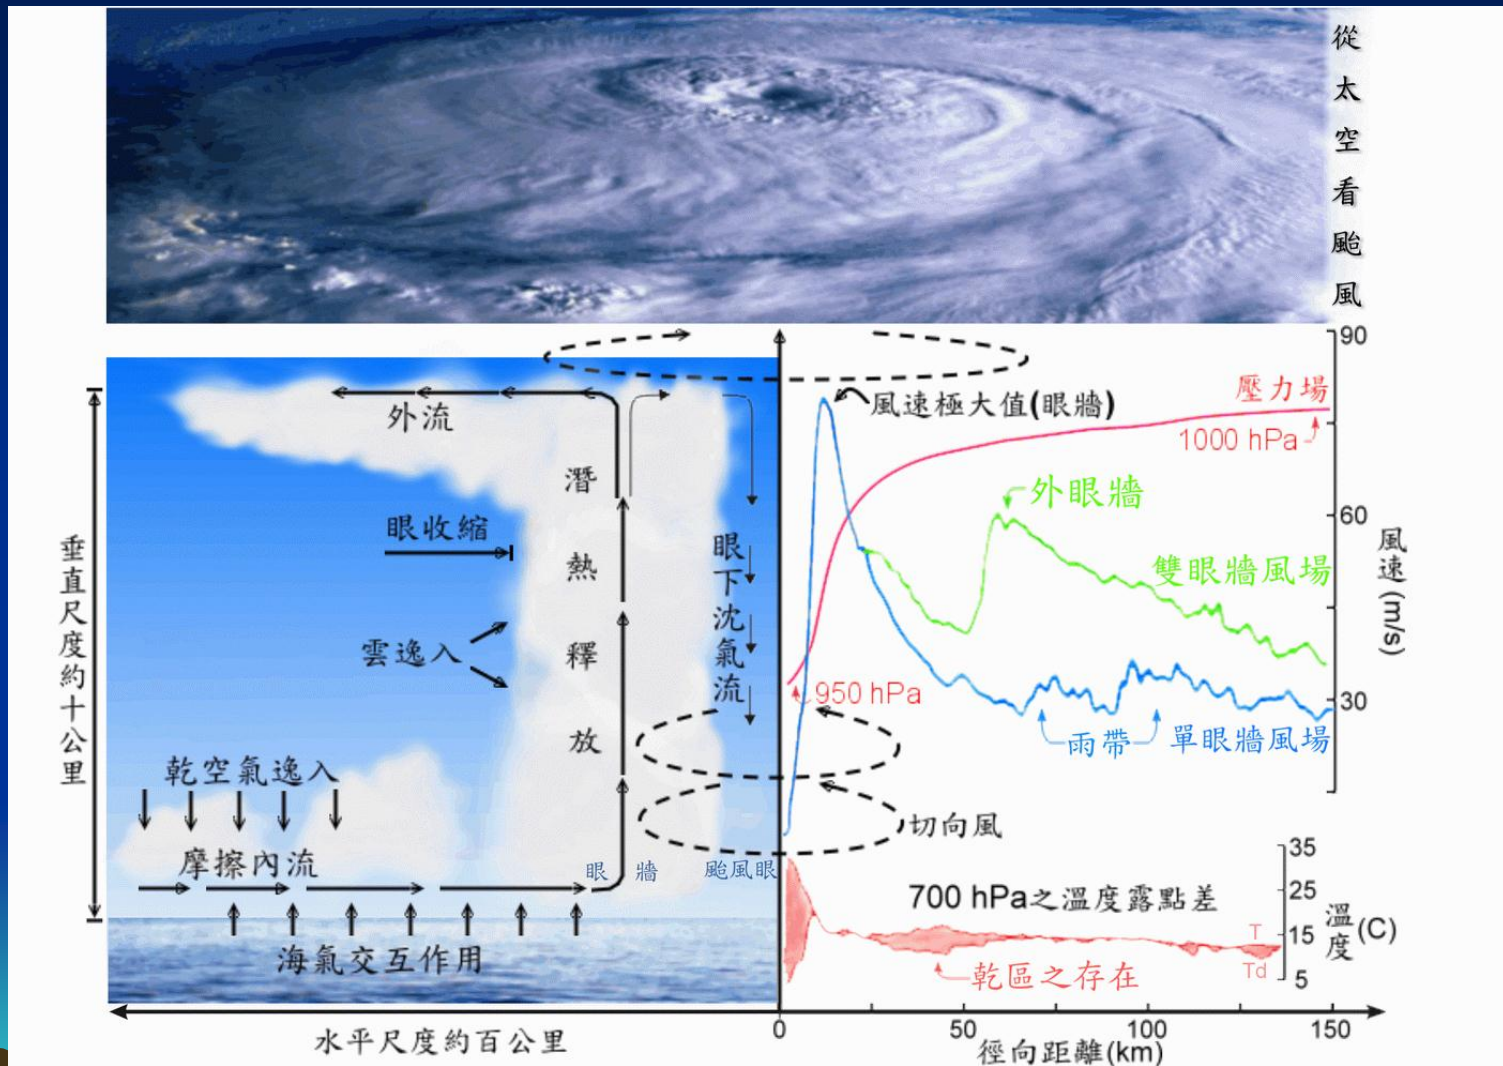 從太空看颱風
90
風速極大值(眼牆)
壓力場
1000 hPa
外流
潛熱釋放
外眼牆
60
眼收縮
眼下沈氣流
雙眼牆風場
風速(m/s)
垂直尺度約十公里
雲逸入
950 hPa
30
雨帶
單眼牆風場
乾空氣逸入
切向風
摩擦內流
眼牆
颱風眼
35
25
700 hPa之溫度露點差
T
15
溫度(C)
Td
5
乾區之存在
海氣交互作用
0
50
100
150
水平尺度約百公里
徑向距離(km)